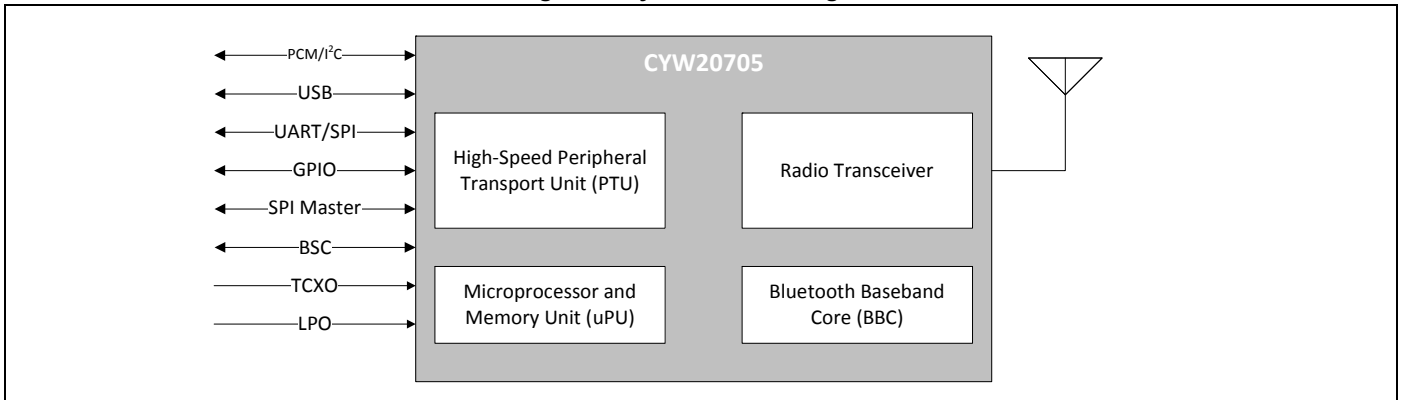 CYW20705
PCM/I²C
USB
UART/SPI
GPIO
SPI Master
BSC
TCXO
LPO
High-Speed Peripheral
Transport Unit (PTU)
Radio Transceiver
Microprocessor and
Memory Unit (uPU)
Bluetooth Baseband
Core (BBC)